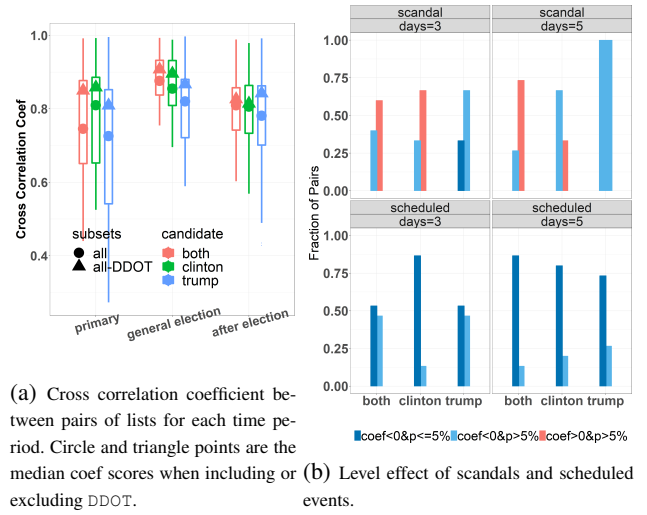 1.0
0.8
0.6
0.4
Cross Correlation Coef
subsets
all
all-DDOT
candidate
both
clinton
trump
primary
general election
after election
(a) Cross correlation coefficient be-
tween pairs of lists for each time pe-
riod. Circle and triangle points are the
median coef scores when including or
excluding DDOT.
scandal
days=3
scandal
days=5
1.00
0.75
0.50
0.25
0.00
scheduled
days=3
scheduled
days=5
1.00
0.75
0.50
0.25
0.00
Fraction of Pairs
both clinton trump
both clinton trump
coef<0&p<=5% coef<0&p>5% coef>0&p>5%
(b) Level effect of scandals and scheduled
events.